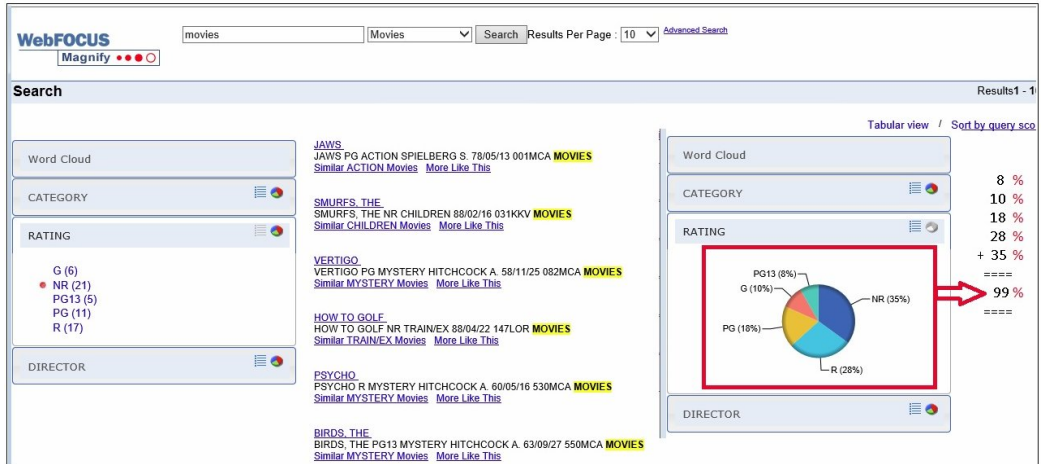 WebFOCUS
Magnify
movies Movies Search Results Per Page : 10 Advanced Search
Search Results1 - 1
Tabular view / Sort by query sco
Word Cloud
CATEGORY
RATING
G (6)
NR (21)
PG13 (5)
PG (11)
R (17)
DIRECTOR
JAWS
JAWS PG ACTION SPIELBERG S. 78/05/13 001MCA MOVIES
Similar ACTION Movies More Like This
SMURFS, THE
SMURFS, THE NR CHILDREN 88/02/16 031KKV MOVIES
Similar CHILDREN Movies More Like This
VERTIGO
VERTIGO PG MYSTERY HITCHCOCK A. 58/11/25 082MCA MOVIES
Similar MYSTERY Movies More Like This
HOW TO GOLF
HOW TO GOLF NR TRAIN/EX 88/04/22 147LOR MOVIES
Similar TRAIN/EX Movies More Like This
PSYCHO
PSYCHO R MYSTERY HITCHCOCK A. 60/05/16 530MCA MOVIES
Similar MYSTERY Movies More Like This
BIRDS, THE
BIRDS, THE PG13 MYSTERY HITCHCOCK A. 63/09/27 550MCA MOVIES
Similar MYSTERY Movies More Like This
Word Cloud
CATEGORY
RATING
PG13 (8%)
G (10%)
NR (35%)
PG (18%)
R (28%)
DIRECTOR
8 %
10 %
18 %
28 %
+ 35 %
====
99 %
====